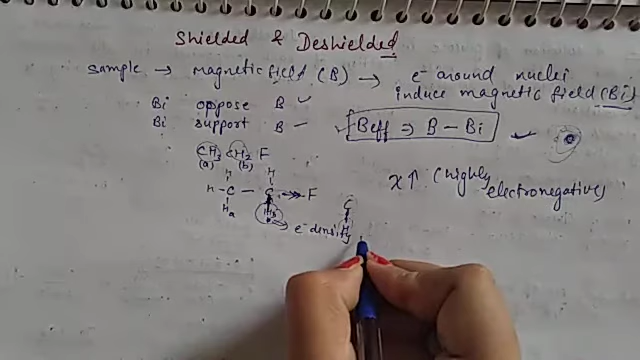 Shielded & Deshielded
Sample → Magnetic field (B) → e⁻ around nuclei
induce magnetic field (Bi)
Bi oppose B ✓
Bi support B –
Beff ⇒ B – Bi ✓
CH3 CH2 F
(a) (b)
H H
H – C – C →→ F
Ha Hb → e⁻ density
C
H
x↑ (highly
electronegative)